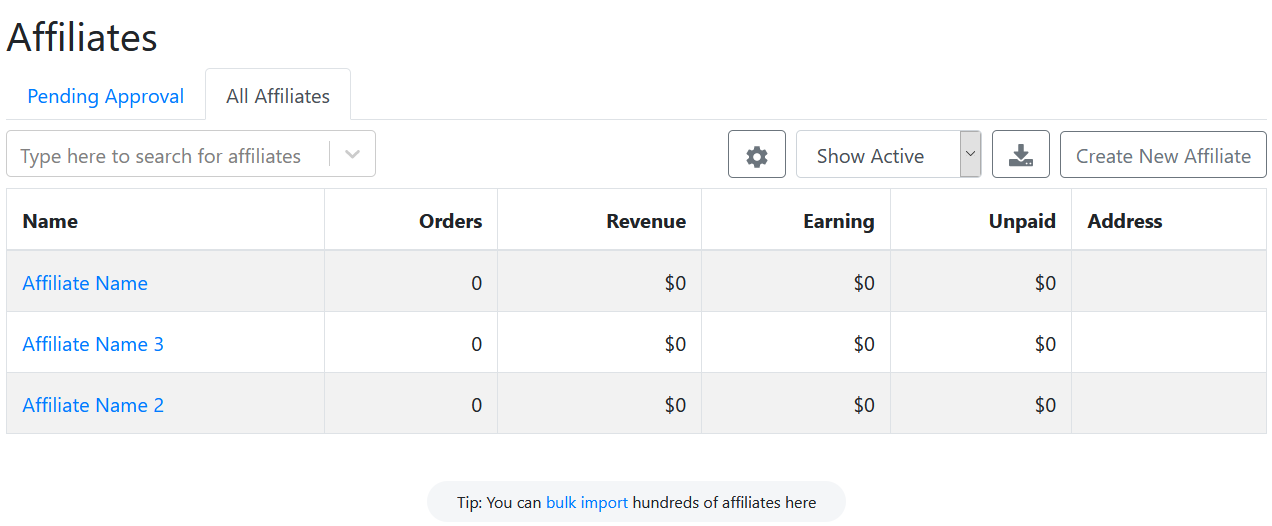 Affiliates
Pending Approval All Affiliates
Type here to search for affiliates Show Active Create New Affiliate
Name Orders Revenue Earning Unpaid Address
Affiliate Name 0 $0 $0 $0
Affiliate Name 3 0 $0 $0 $0
Affiliate Name 2 0 $0 $0 $0
Tip: You can bulk import hundreds of affiliates here